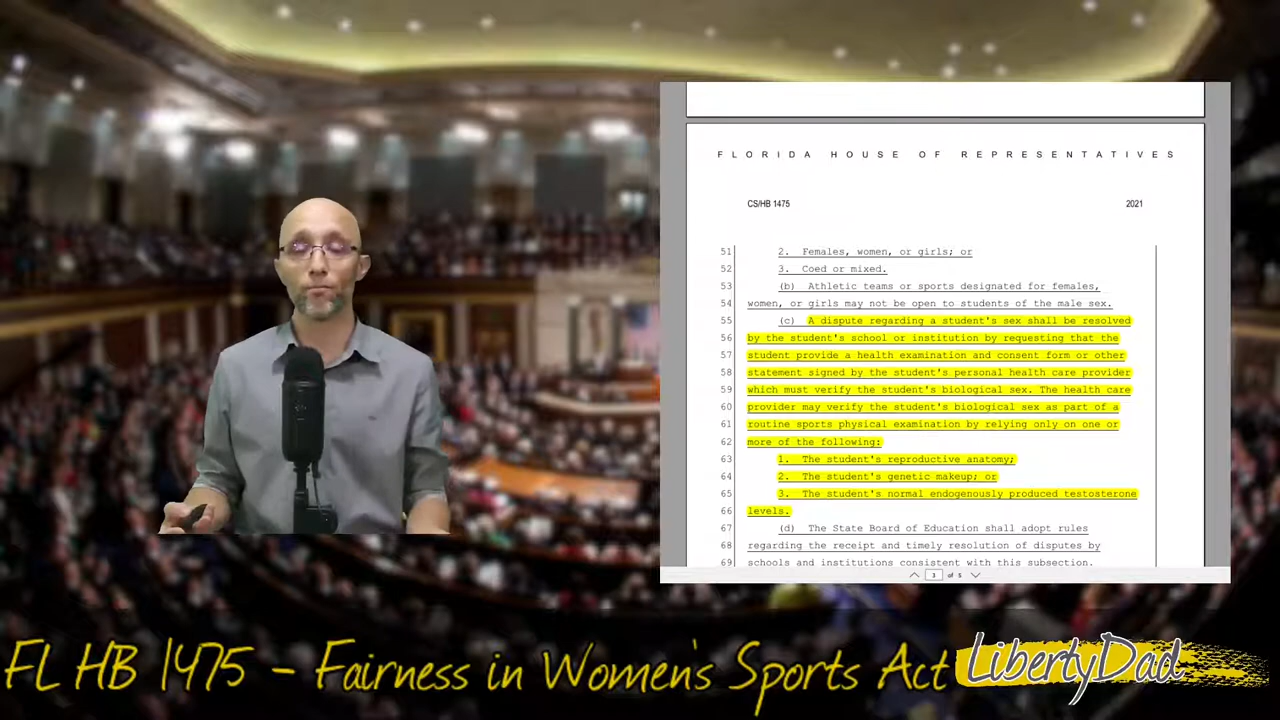 FLORIDA HOUSE OF REPRESENTATIVES
CS/HB 1475 2021
51 2. Females, women, or girls; or
52 3. Coed or mixed.
53 (b) Athletic teams or sports designated for females,
54 women, or girls may not be open to students of the male sex.
55 (c) A dispute regarding a student's sex shall be resolved
56 by the student's school or institution by requesting that the
57 student provide a health examination and consent form or other
58 statement signed by the student's personal health care provider
59 which must verify the student's biological sex. The health care
60 provider may verify the student's biological sex as part of a
61 routine sports physical examination by relying only on one or
62 more of the following:
63 1. The student's reproductive anatomy;
64 2. The student's genetic makeup; or
65 3. The student's normal endogenously produced testosterone
66 levels.
67 (d) The State Board of Education shall adopt rules
68 regarding the receipt and timely resolution of disputes by
69 schools and institutions consistent with this subsection.
3 of 5
FL HB 1475 - Fairness in Women's Sports Act
LibertyDad